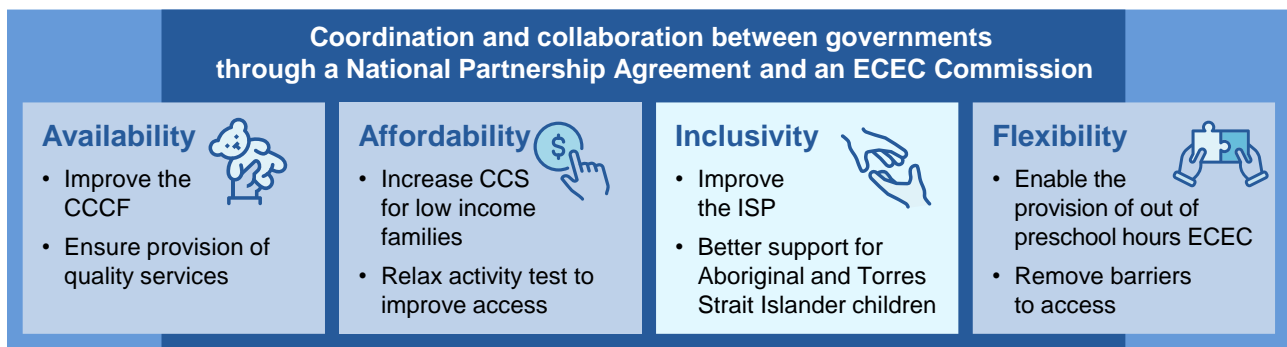 Coordination and collaboration between governments
through a National Partnership Agreement and an ECEC Commission
Availability
• Improve the
CCCF
• Ensure provision of
quality services
Affordability
$
• Increase CCS
for low income
families
• Relax activity test to
improve access
Inclusivity
• Improve
the ISP
• Better support for
Aboriginal and Torres
Strait Islander children
Flexibility
• Enable the
provision of out of
preschool hours ECEC
• Remove barriers
to access